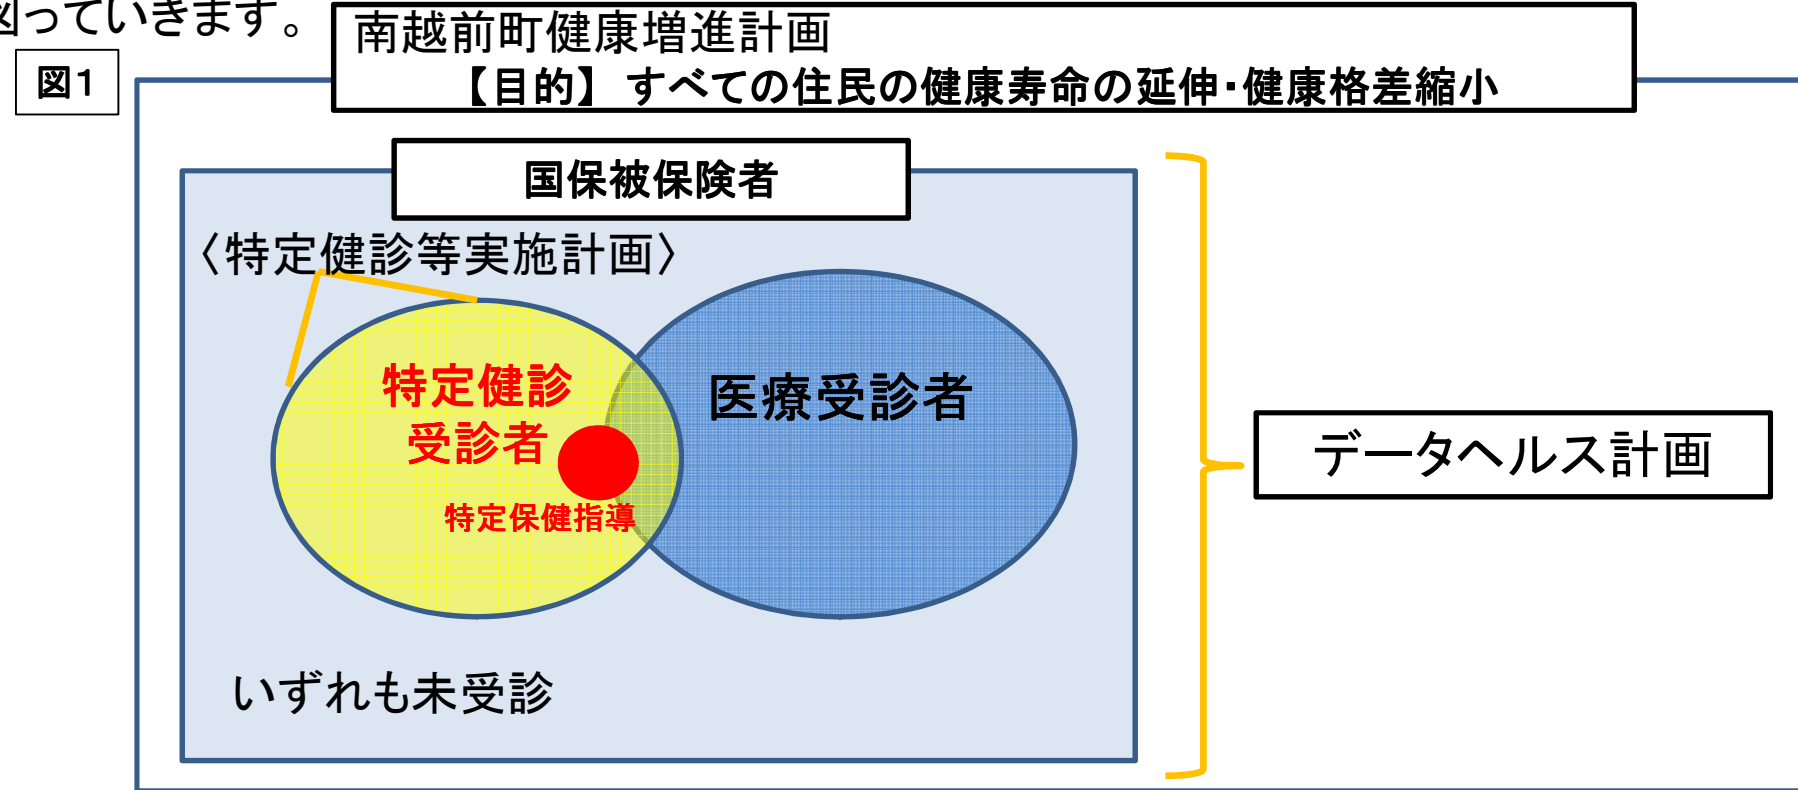 図っていきます。
図1
南越前町健康増進計画
【目的】すべての住民の健康寿命の延伸・健康格差縮小
国保被保険者
〈特定健診等実施計画〉
特定健診
受診者
医療受診者
特定保健指導
データヘルス計画
いずれも未受診